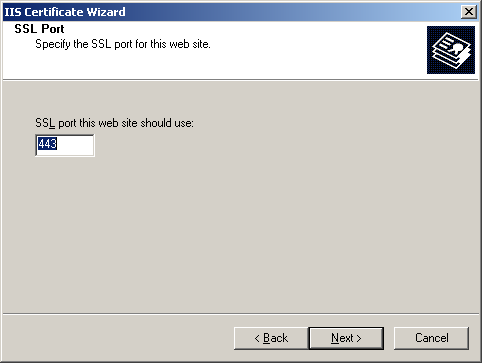 IIS Certificate Wizard
SSL Port
Specify the SSL port for this web site.
SSL port this web site should use:
443
< Back
Next >
Cancel